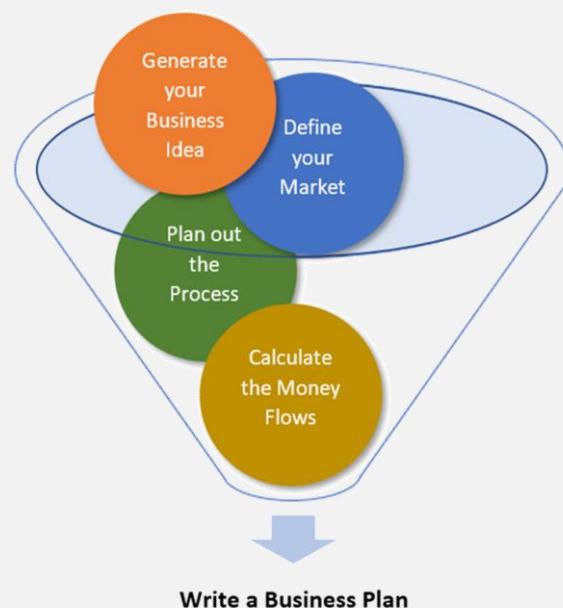 Generate
your
Business
Idea
Define
your
Market
Plan out
the
Process
Calculate
the Money
Flows
Write a Business Plan